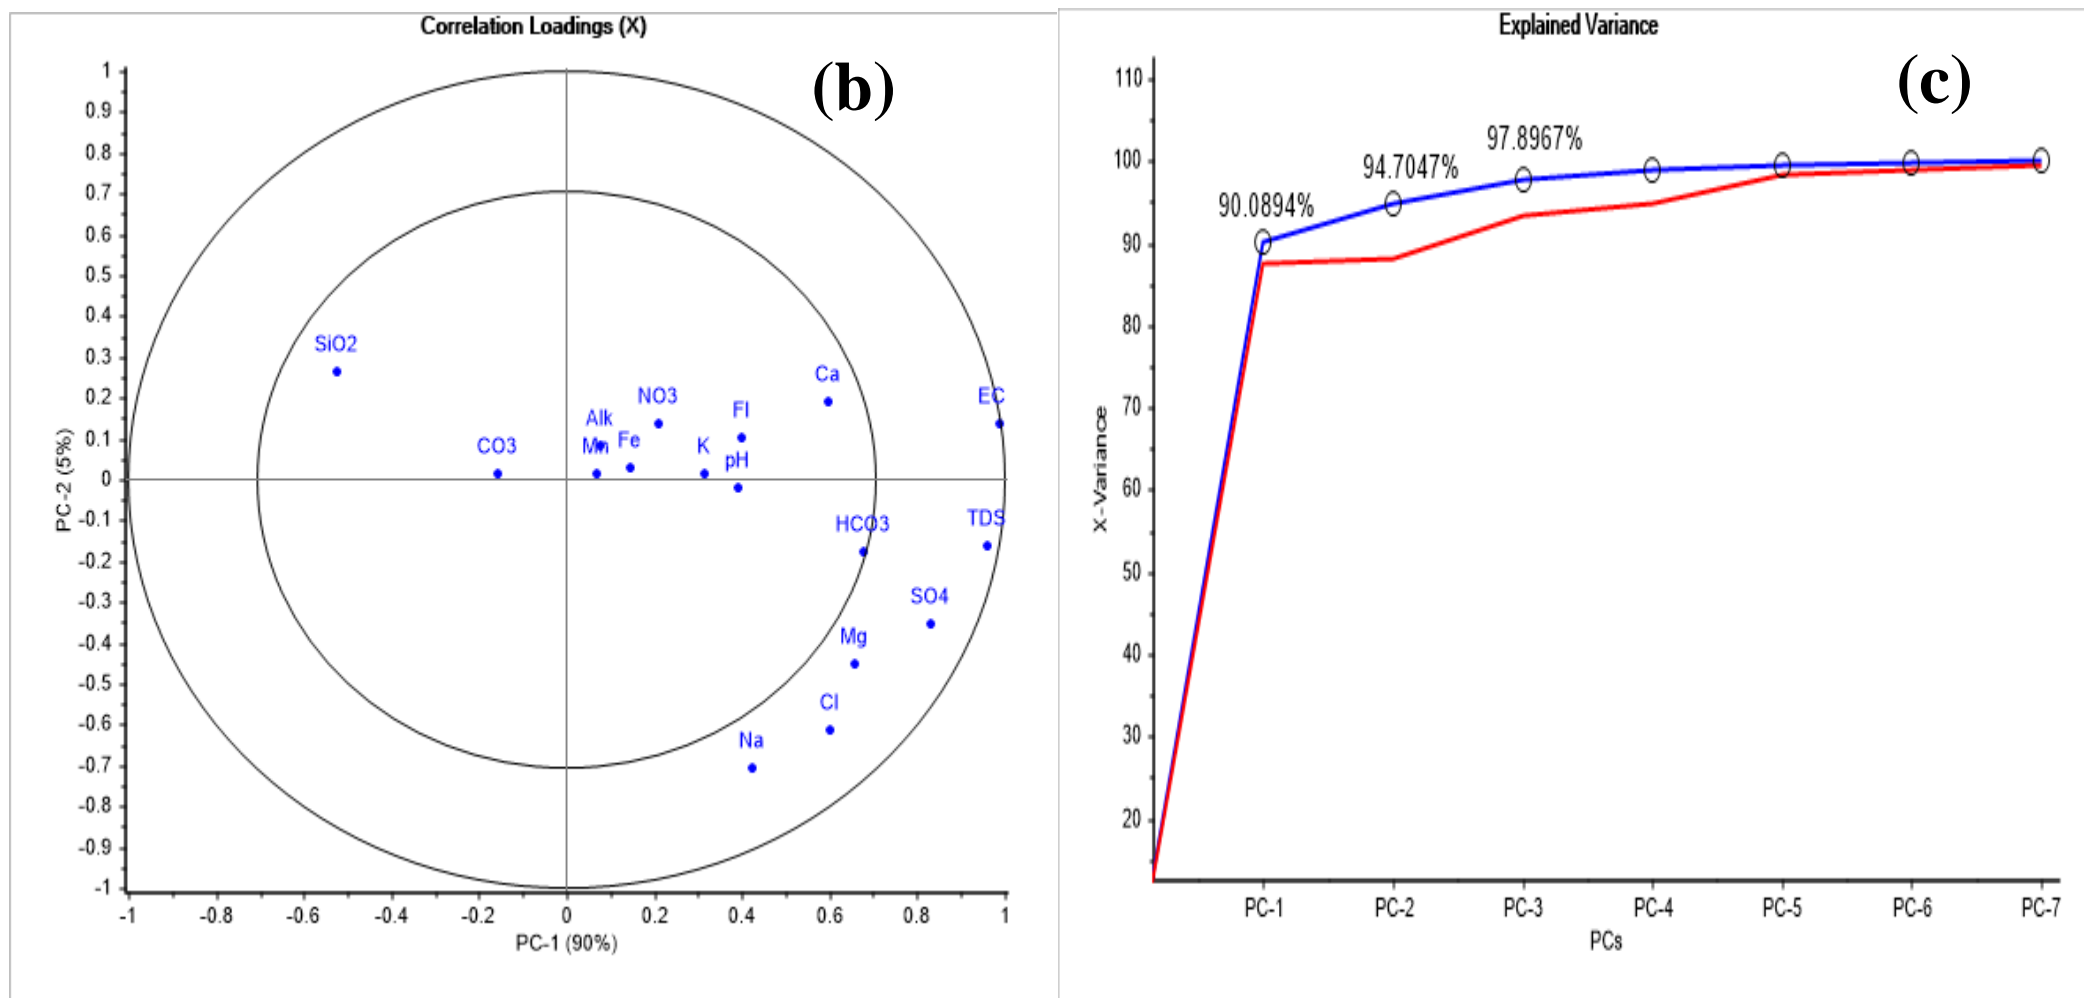 Correlation Loadings (X)
(b)
1
0.9
0.8
0.7
0.6
0.5
0.4
0.3
0.2
0.1
0
-0.1
-0.2
-0.3
-0.4
-0.5
-0.6
-0.7
-0.8
-0.9
-1
PC-2 (5%)
SiO2
Ca
NO3
EC
Alk
Fl
CO3
Mn
Fe
K
pH
HCO3
TDS
SO4
Mg
Cl
Na
-1 -0.8 -0.6 -0.4 -0.2 0 0.2 0.4 0.6 0.8 1
PC-1 (90%)
Explained Variance
(c)
110
100
90
80
70
60
50
40
30
20
X-Variance
90.0894%
94.7047%
97.8967%
PC-1 PC-2 PC-3 PC-4 PC-5 PC-6 PC-7
PCs